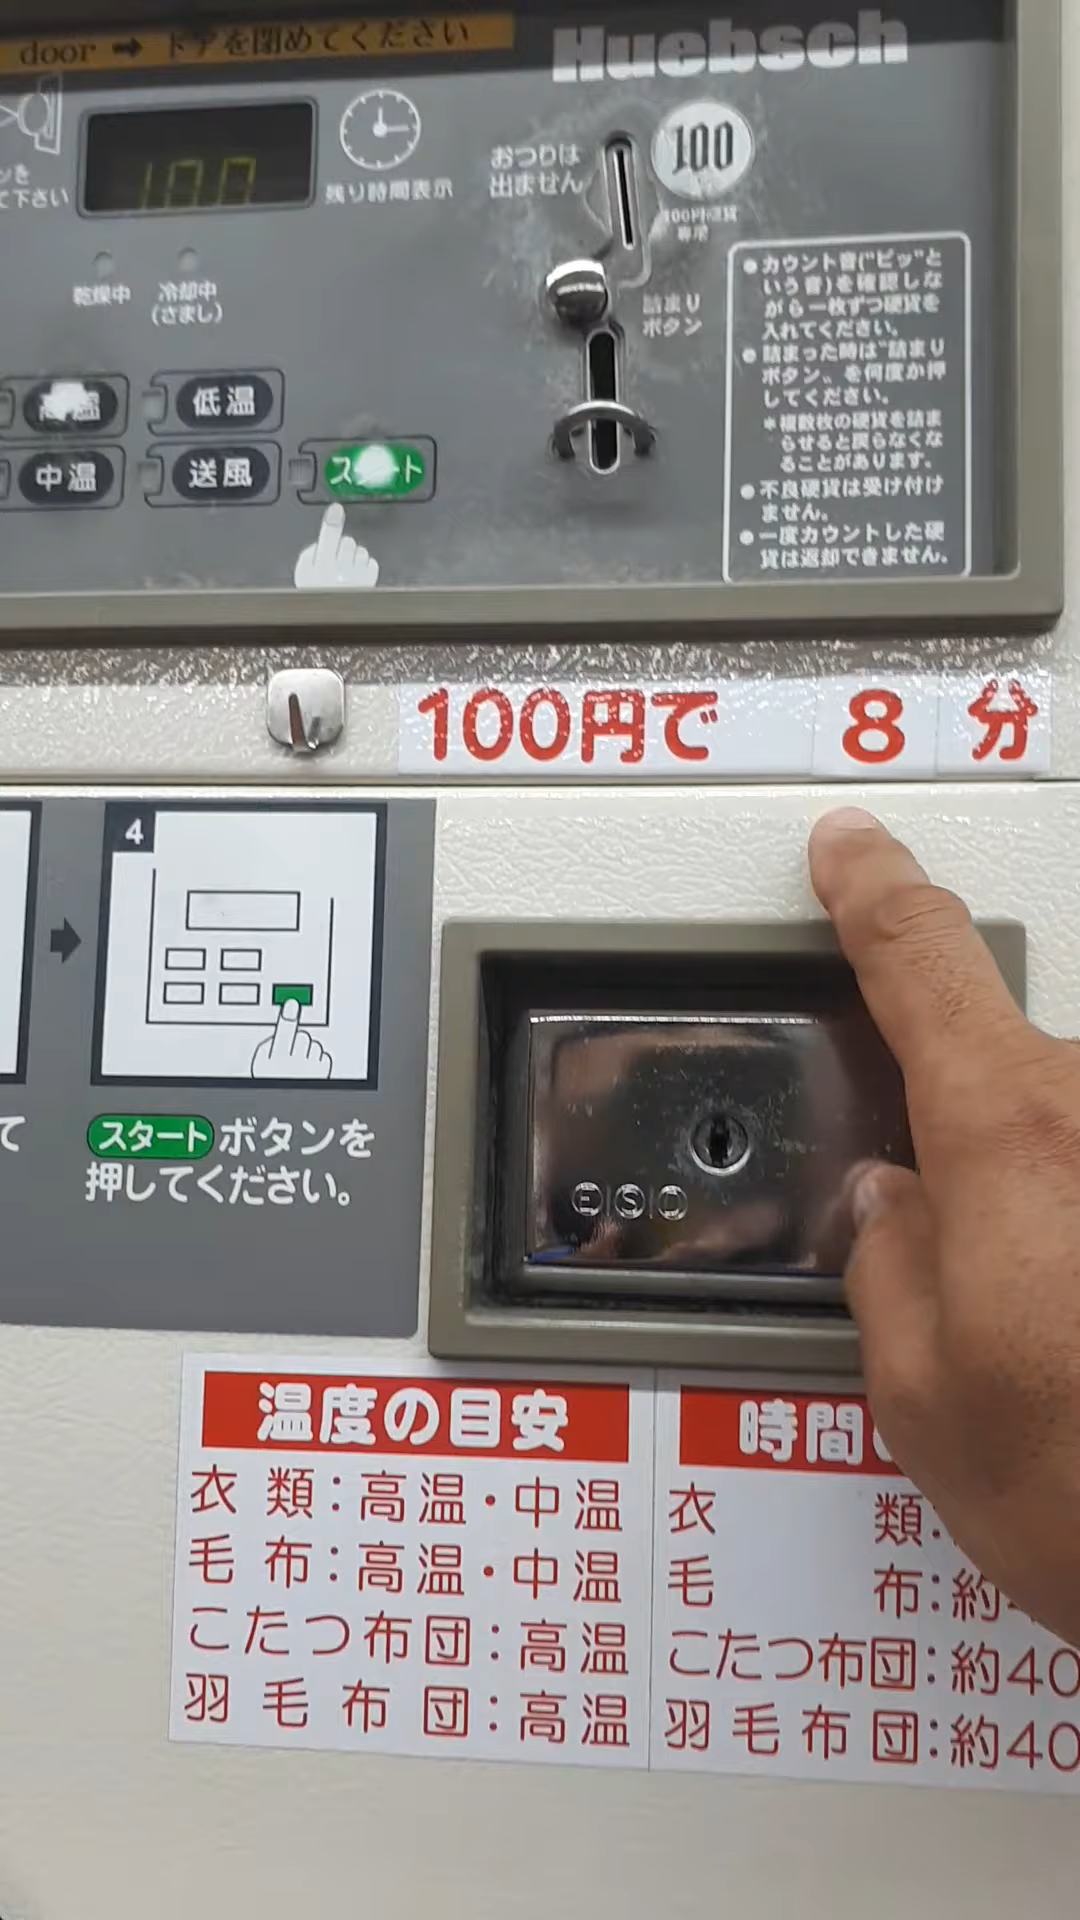 door ➡ ドアを閉めてください
Huebsch
100
おつりは
出ません
残り時間表示
100円硬貨
専用
て下さい
乾燥中
冷却中
(さまし)
詰まり
ボタン
●カウント音("ピッ"と
いう音)を確認しな
がら一枚ずつ硬貨を
入れてください。
●詰まった時は"詰まり
ボタン"を何度か押
してください。
＊複数枚の硬貨を詰ま
らせると戻らなくな
ることがあります。
●不良硬貨は受け付け
ません。
●一度カウントした硬
貨は返却できません。
高温
低温
中温
送風
スタート
100円で 8 分
4
て
スタートボタンを
押してください。
ESD
温度の目安
衣類：高温・中温
毛布：高温・中温
こたつ布団：高温
羽毛布団：高温
時間
衣類：
毛布：約
こたつ布団：約40
羽毛布団：約40